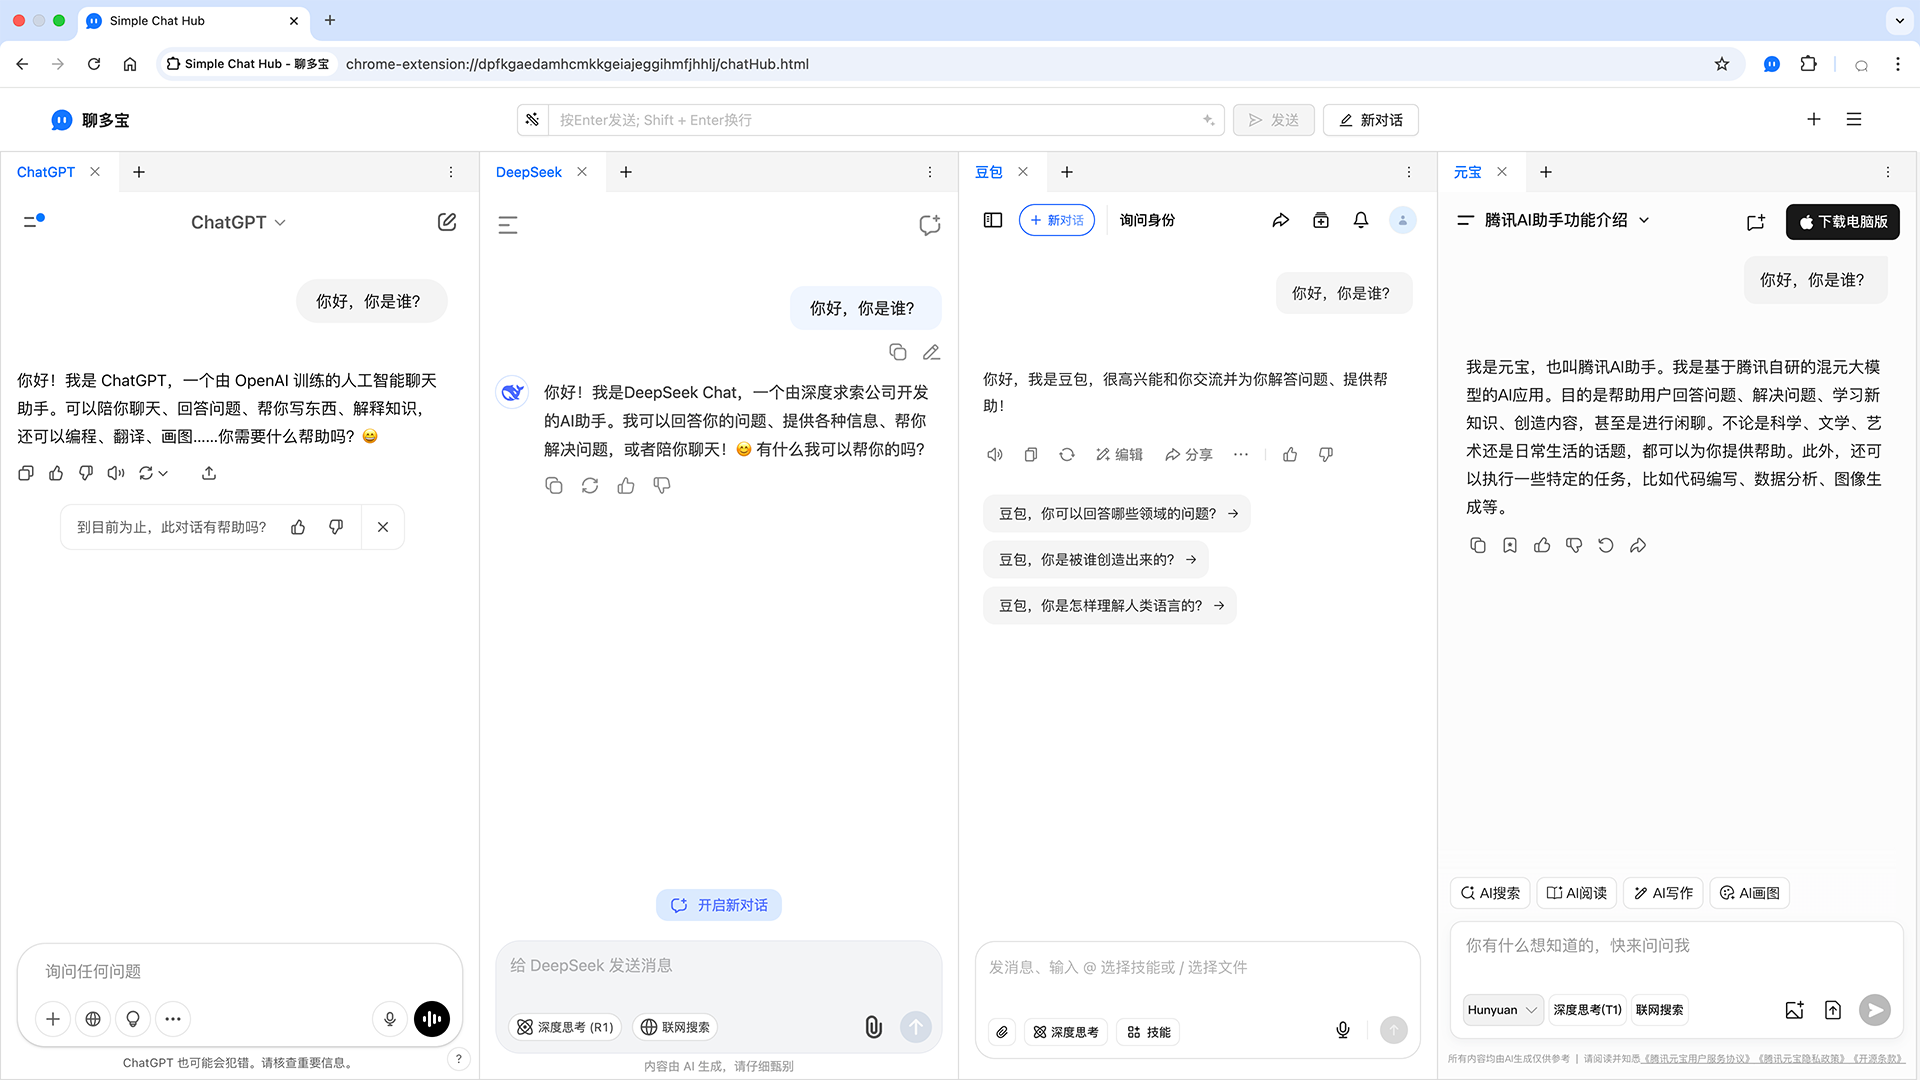 Simple Chat Hub
Simple Chat Hub - 聊多宝
chrome-extension://dpfkgaedamhcmkkgeiajeggihmfjhhlj/chatHub.html
聊多宝
按Enter发送; Shift + Enter换行
发送
新对话
ChatGPT
ChatGPT
你好，你是谁?
你好！我是 ChatGPT，一个由 OpenAI 训练的人工智能聊天
助手。可以陪你聊天、回答问题、帮你写东西、解释知识，
还可以编程、翻译、画图......你需要什么帮助吗? 😄
到目前为止，此对话有帮助吗?
询问任何问题
ChatGPT 也可能会犯错。请核查重要信息。
?
DeepSeek
你好，你是谁?
你好！我是DeepSeek Chat，一个由深度求索公司开发
的AI助手。我可以回答你的问题、提供各种信息、帮你
解决问题，或者陪你聊天！😊 有什么我可以帮你的吗?
开启新对话
给 DeepSeek 发送消息
深度思考 (R1)
联网搜索
内容由 AI 生成，请仔细甄别
豆包
新对话
询问身份
你好，你是谁?
你好，我是豆包，很高兴能和你交流并为你解答问题、提供帮
助！
编辑
分享
豆包，你可以回答哪些领域的问题? →
豆包，你是被谁创造出来的? →
豆包，你是怎样理解人类语言的? →
发消息、输入 @ 选择技能或 / 选择文件
深度思考
技能
元宝
腾讯AI助手功能介绍
下载电脑版
你好，你是谁?
我是元宝，也叫腾讯AI助手。我是基于腾讯自研的混元大模
型的AI应用。目的是帮助用户回答问题、解决问题、学习新
知识、创造内容，甚至是进行闲聊。不论是科学、文学、艺
术还是日常生活的话题，都可以为你提供帮助。此外，还可
以执行一些特定的任务，比如代码编写、数据分析、图像生
成等。
AI搜索
AI阅读
AI写作
AI画图
你有什么想知道的，快来问问我
Hunyuan
深度思考(T1)
联网搜索
所有内容均由AI生成仅供参考 | 请阅读并知悉《腾讯元宝用户服务协议》《腾讯元宝隐私政策》《开源条款》